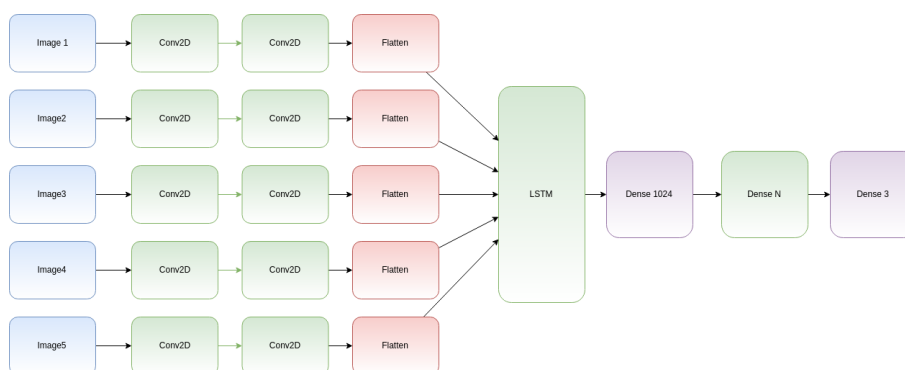 Image 1
Conv2D
Conv2D
Flatten
Image2
Conv2D
Conv2D
Flatten
Image3
Conv2D
Conv2D
Flatten
LSTM
Dense 1024
Dense N
Dense 3
Image4
Conv2D
Conv2D
Flatten
Image5
Conv2D
Conv2D
Flatten